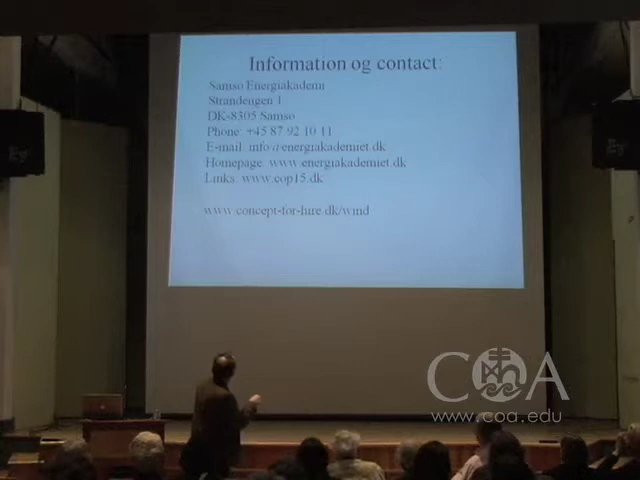 Information og contact:
Samsø Energiakademi
Strandengen 1
DK-8305 Samsø
Phone: +45 87 92 10 11
E-mail: info@energiakademiet.dk
Homepage: www.energiakademiet.dk
Links: www.cop15.dk
www.concept-for-hire.dk/wind
COA
www.coa.edu